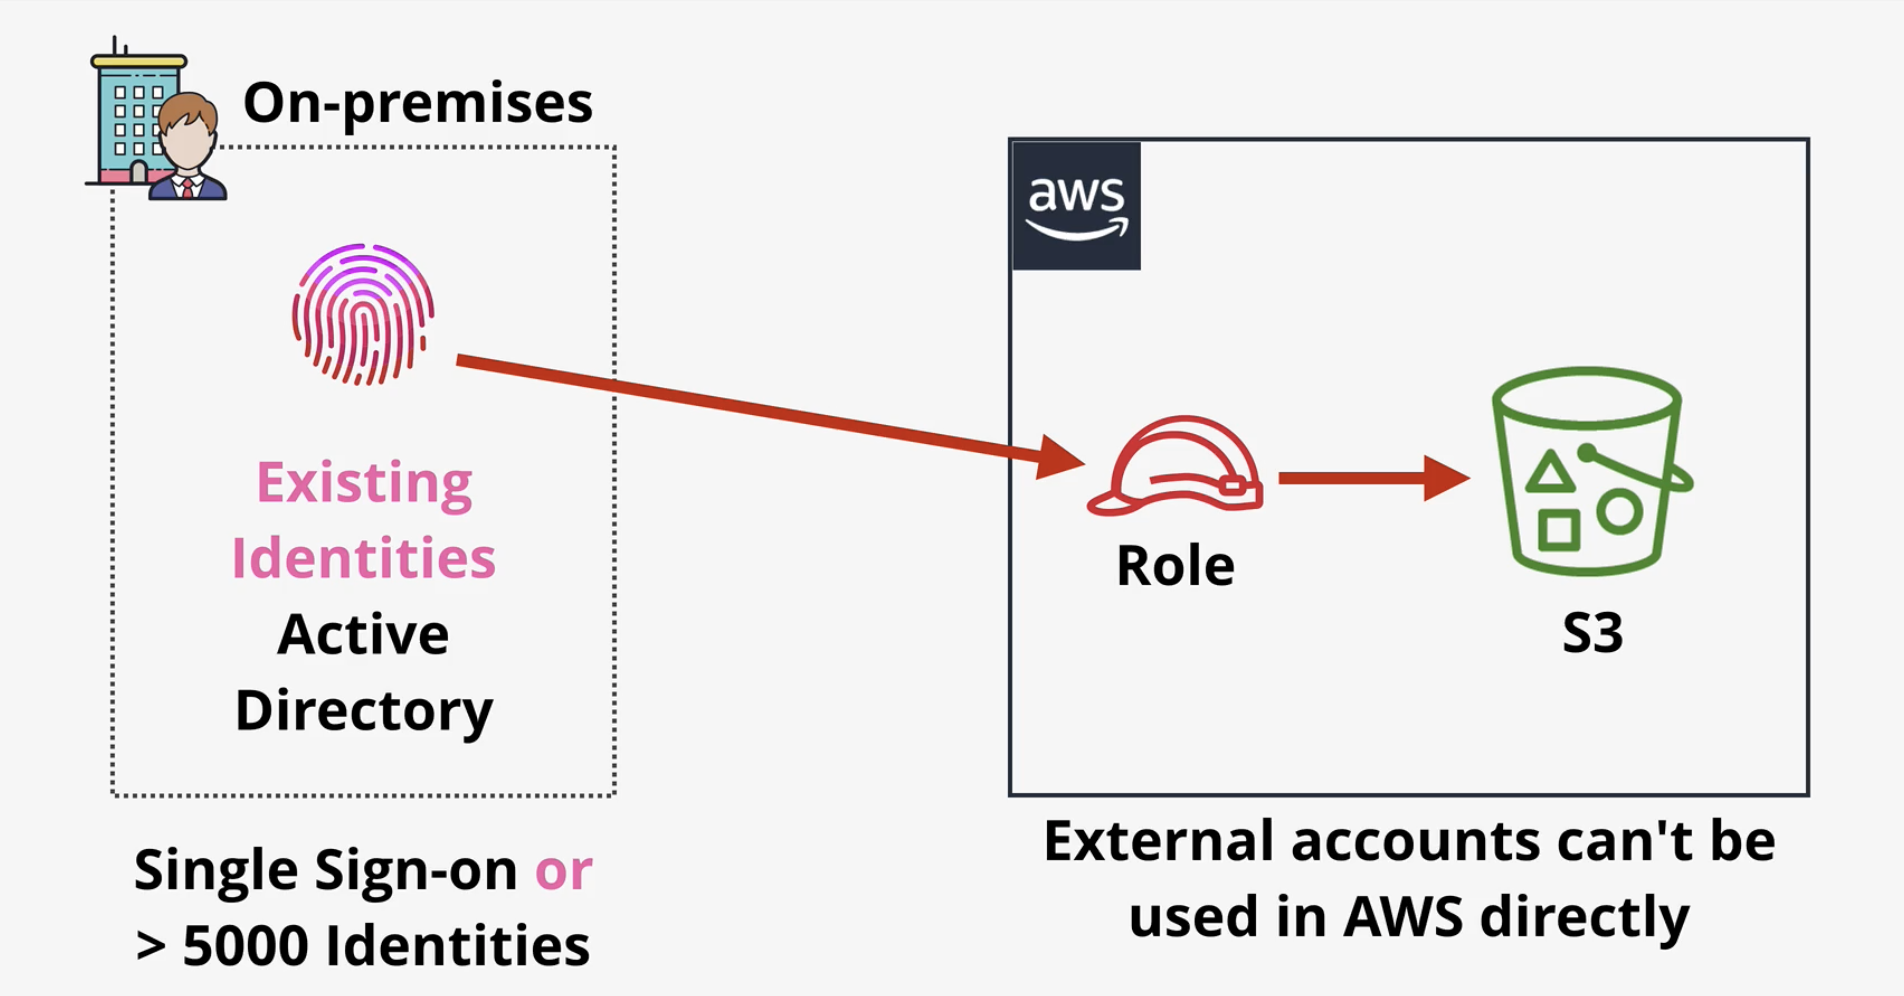 On-premises
aws
Existing
Identities
Active
Directory
Role
S3
Single Sign-on or
> 5000 Identities
External accounts can't be
used in AWS directly